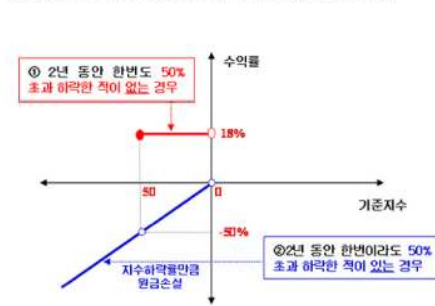 수익률
① 2년 동안 한번도 50%
초과 하락한 적이 없는 경우
18%
50
0
기준지수
-50%
지수하락률만큼
원금손실
②2년 동안 한번이라도 50%
초과 하락한 적이 있는 경우